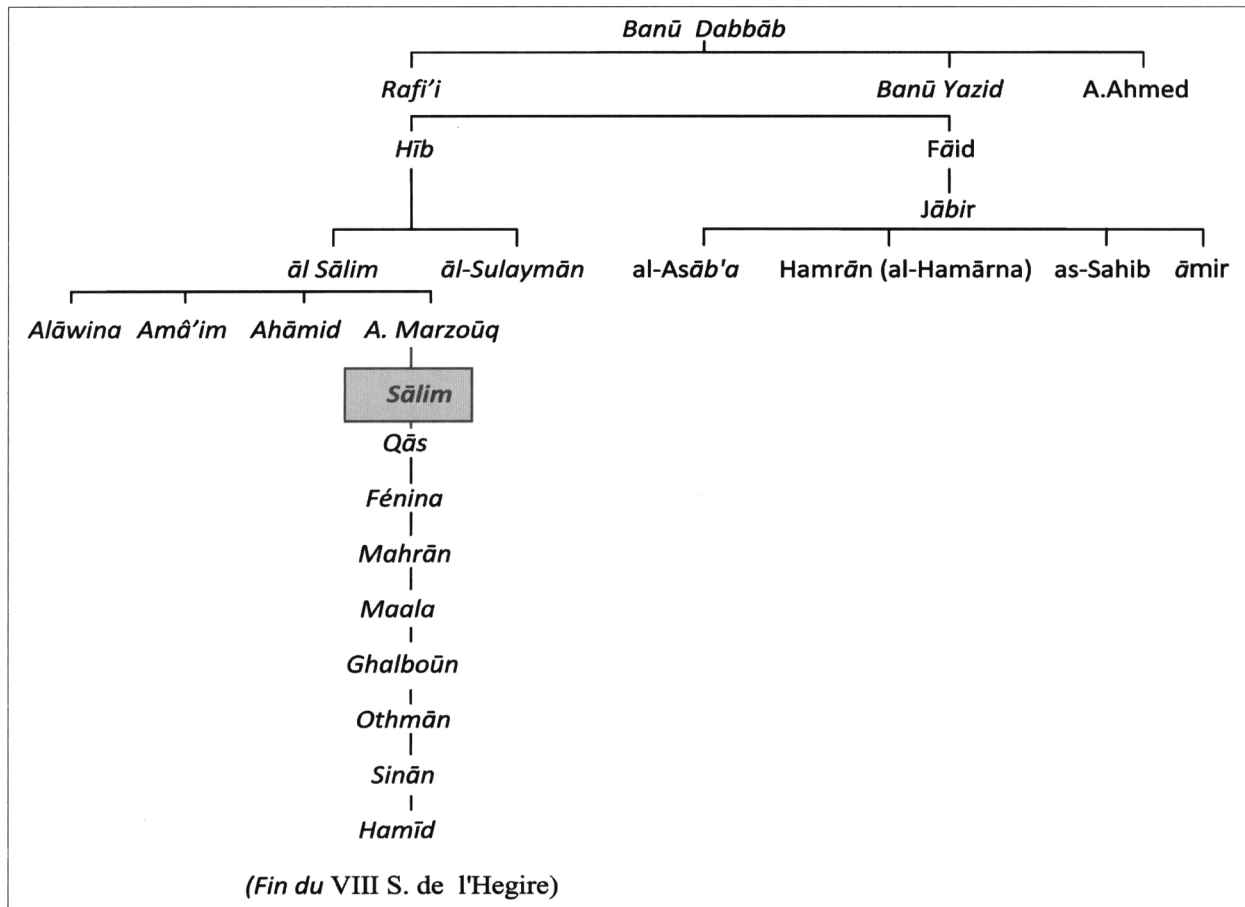 Banū Dabbāb
Rafi'i Banū Yazid A.Ahmed
Hīb Fāid
Jābir
āl Sālim āl-Sulaymān al-Asāb'a Hamrān (al-Hamārna) as-Sahib āmir
Alāwina Amâ'im Ahāmid A. Marzoūq
Sālim
Qās
Fénina
Mahrān
Maala
Ghalboūn
Othmān
Sinān
Hamīd
(Fin du VIII S. de l'Hegire)